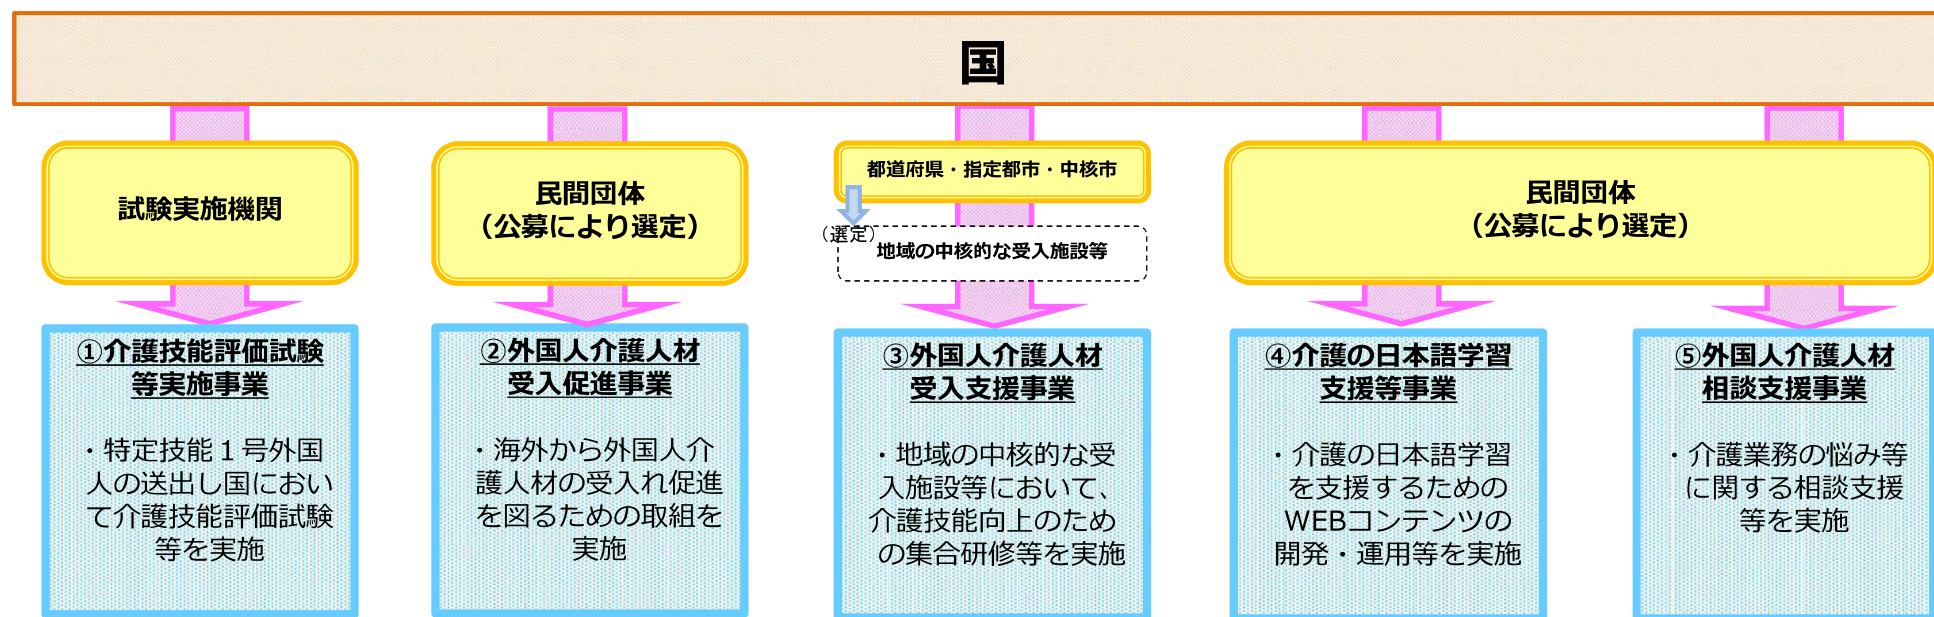 国
試験実施機関
民間団体
（公募により選定）
都道府県・指定都市・中核市
（選定）
地域の中核的な受入施設等
民間団体
（公募により選定）
①介護技能評価試験
等実施事業
・特定技能１号外国
人の送出し国におい
て介護技能評価試験
等を実施
②外国人介護人材
受入促進事業
・海外から外国人介
護人材の受入れ促進
を図るための取組を
実施
③外国人介護人材
受入支援事業
・地域の中核的な受
入施設等において、
介護技能向上のため
の集合研修等を実施
④介護の日本語学習
支援等事業
・介護の日本語学習
を支援するための
WEBコンテンツの
開発・運用等を実施
⑤外国人介護人材
相談支援事業
・介護業務の悩み等
に関する相談支援
等を実施